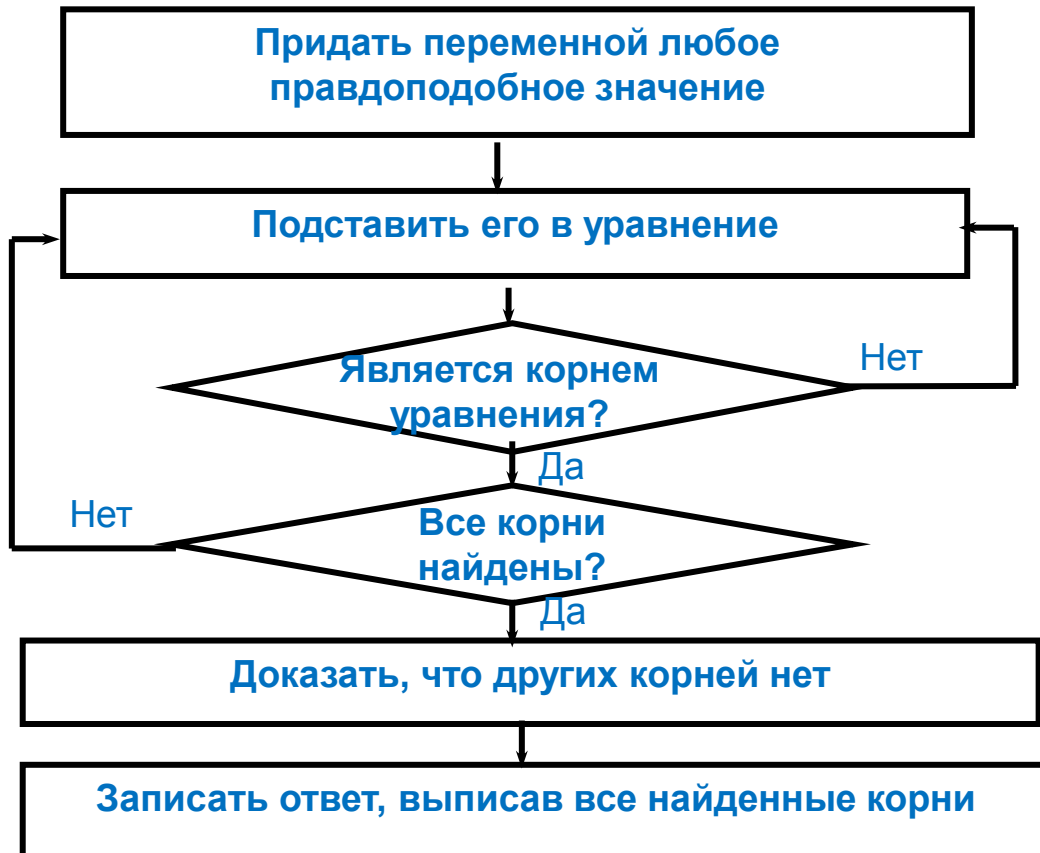 Придать переменной любое
правдоподобное значение
Подставить его в уравнение
Является корнем
уравнения?
Нет
Да
Нет
Все корни
найдены?
Да
Доказать, что других корней нет
Записать ответ, выписав все найденные корни